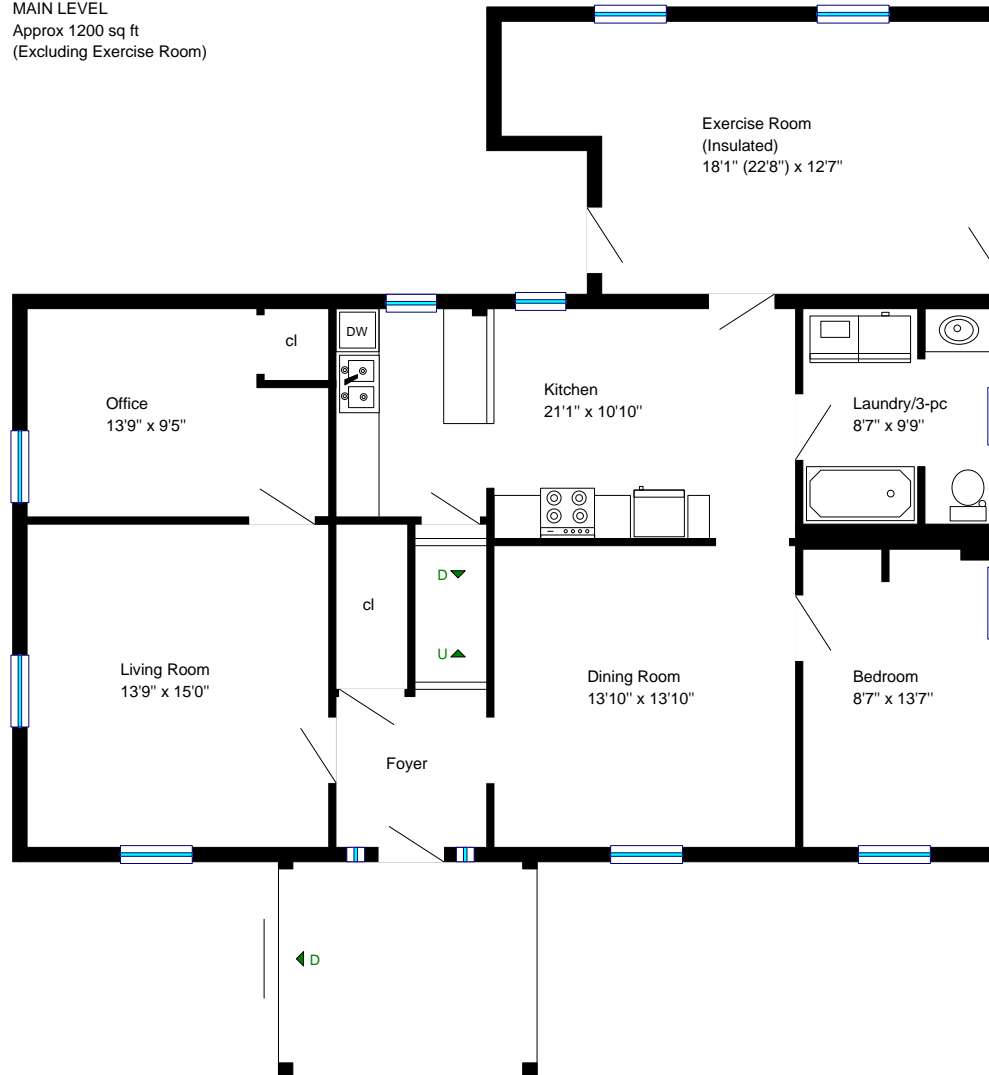 MAIN LEVEL
Approx 1200 sq ft
(Excluding Exercise Room)
Exercise Room
(Insulated)
18'1" (22'8") x 12'7"
DW
cl
Office
13'9" x 9'5"
Kitchen
21'1" x 10'10"
Laundry/3-pc
8'7" x 9'9"
D
cl
U
Living Room
13'9" x 15'0"
Dining Room
13'10" x 13'10"
Bedroom
8'7" x 13'7"
Foyer
D